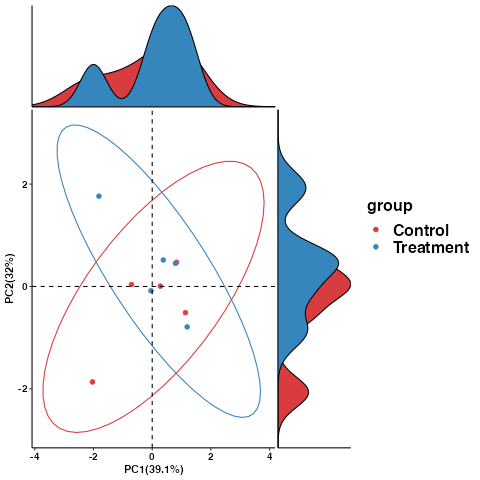 group
Control
Treatment
PC2(32%)
2
0
-2
-4
-2
0
2
4
PC1(39.1%)